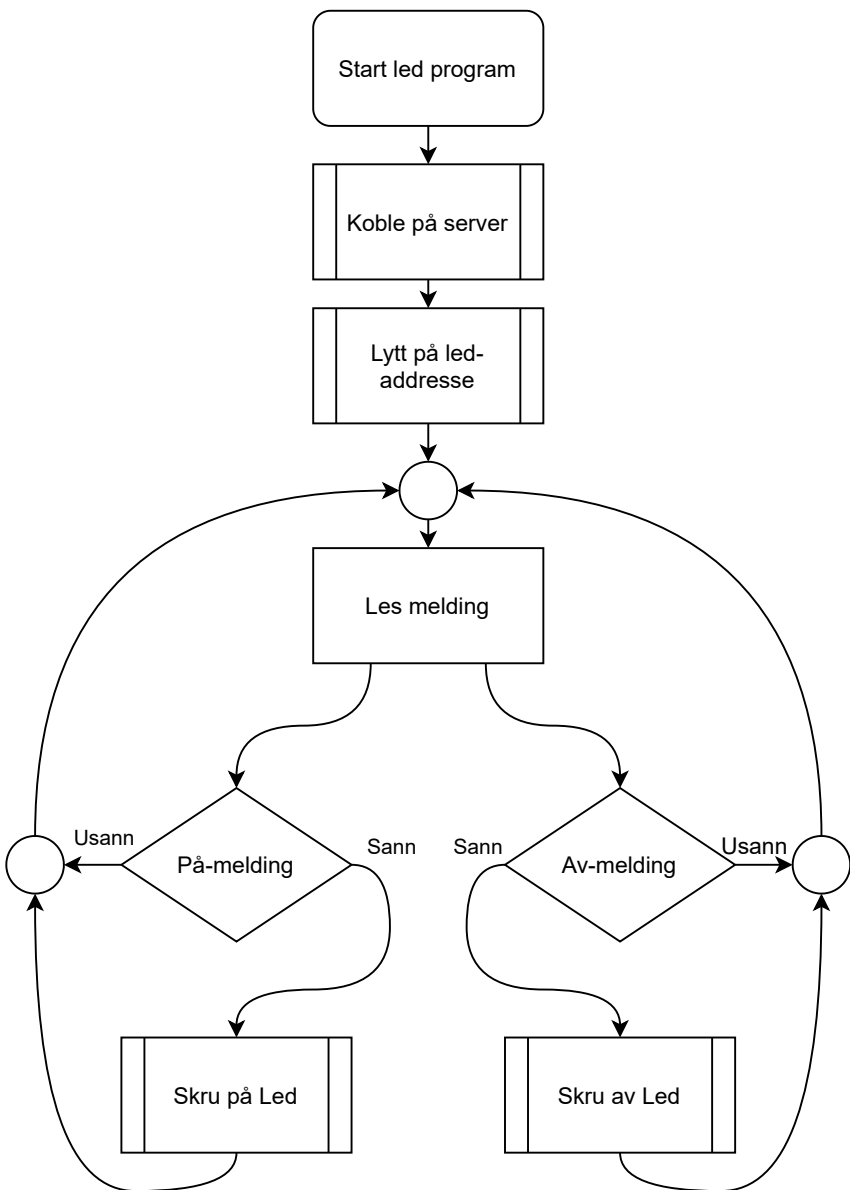 Start led program
Koble på server
Lytt på led-
addresse
Les melding
Usann
På-melding
Sann
Sann
Av-melding
Usann
Skru på Led
Skru av Led